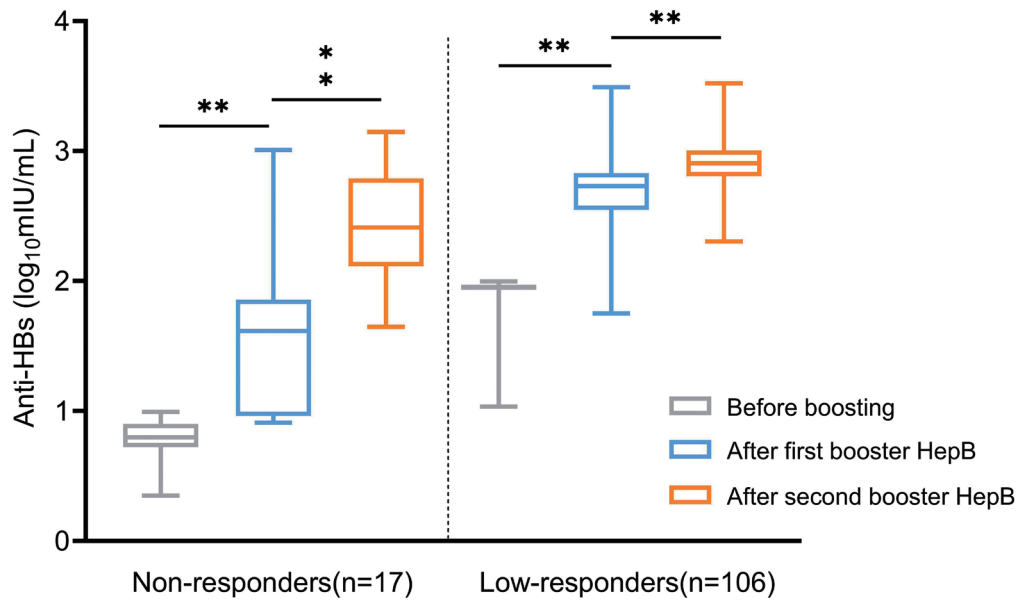 Anti-HBs (log₁₀mIU/mL)
4
3
2
1
0
**
*
*
**
**
Before boosting
After first booster HepB
After second booster HepB
Non-responders(n=17)
Low-responders(n=106)